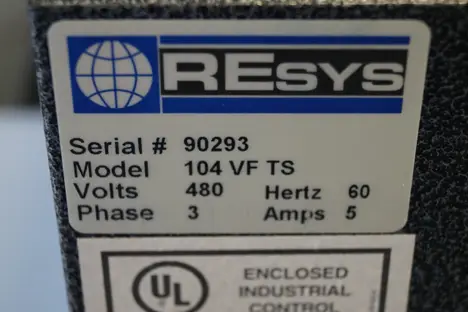 RESYS
Serial # 90293
Model 104 VF TS
Volts 480 Hertz 60
Phase 3 Amps 5
UL
ENCLOSED
INDUSTRIAL
CONTROL